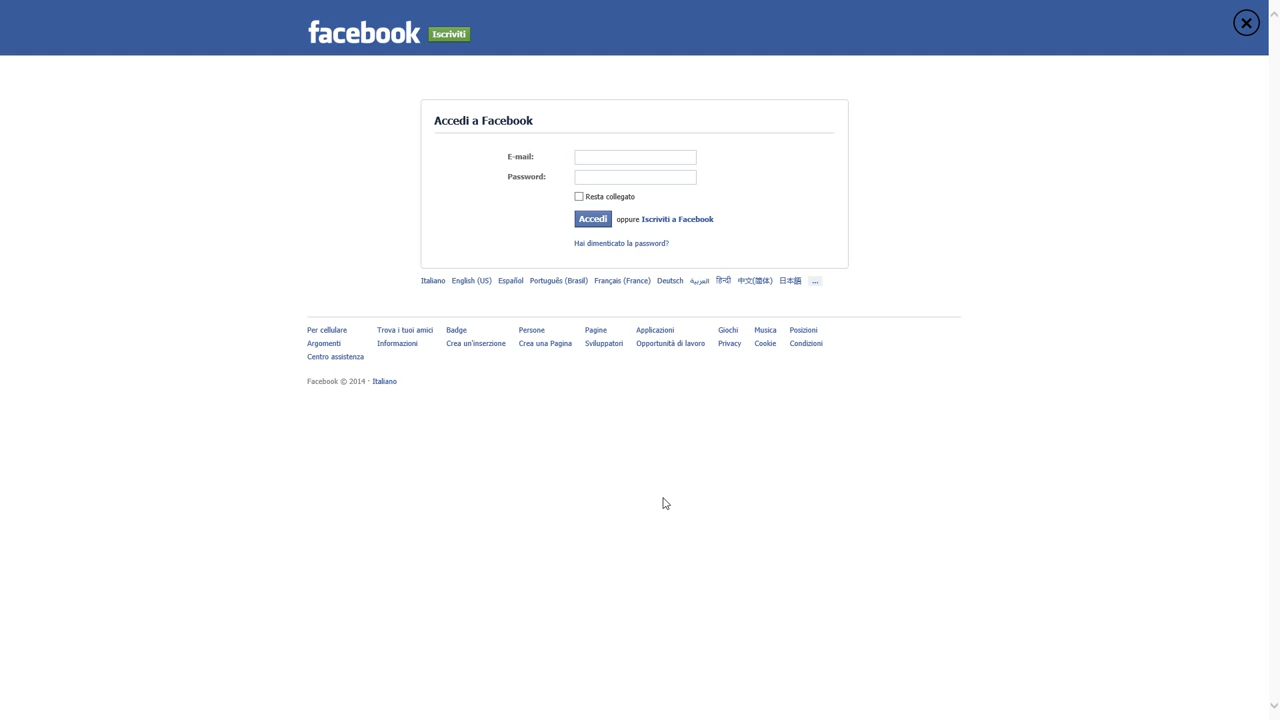 facebook Iscriviti
Accedi a Facebook
E-mail:
Password:
Resta collegato
Accedi oppure Iscriviti a Facebook
Hai dimenticato la password?
Italiano English (US) Español Português (Brasil) Français (France) Deutsch العربية हिन्दी 中文(简体) 日本語 ...
Per cellulare Trova i tuoi amici Badge Persone Pagine Applicazioni Giochi Musica Posizioni
Argomenti Informazioni Crea un'inserzione Crea una Pagina Sviluppatori Opportunità di lavoro Privacy Cookie Condizioni
Centro assistenza
Facebook © 2014 · Italiano